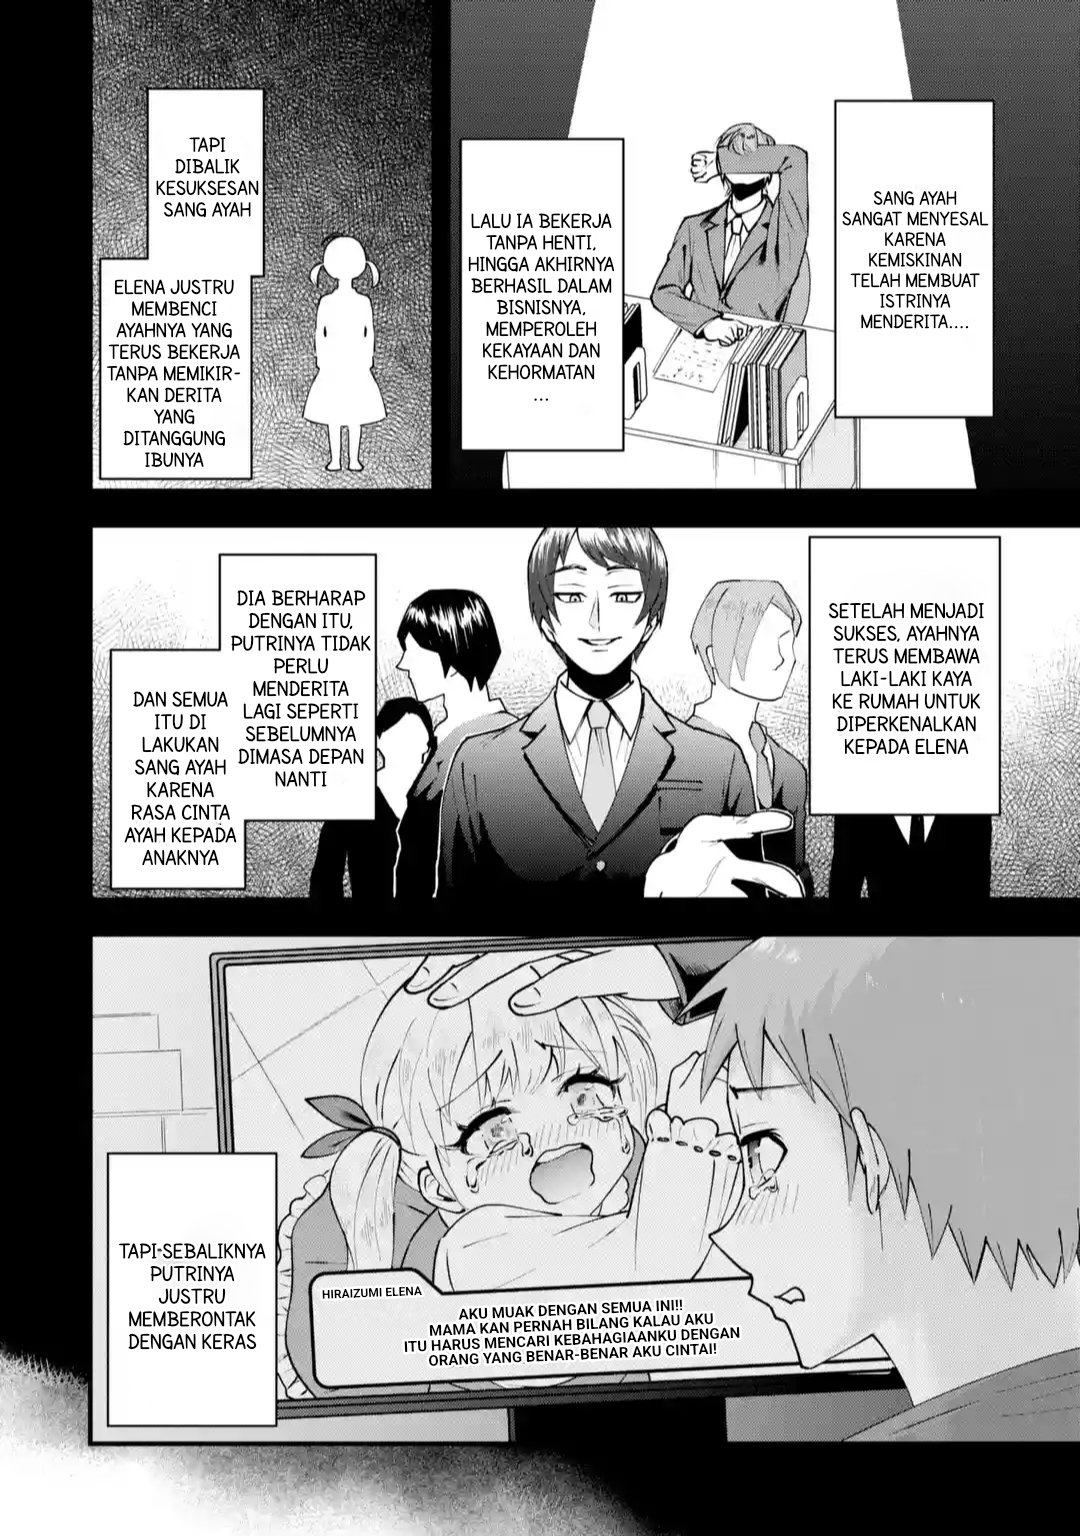 SANG AYAH
SANGAT MENYESAL
KARENA
KEMISKINAN
TELAH MEMBUAT
ISTRINYA
MENDERITA....
LALU IA BEKERJA
TANPA HENTI,
HINGGA AKHIRNYA
BERHASIL DALAM
BISNISNYA,
MEMPEROLEH
KEKAYAAN DAN
KEHORMATAN
...
TAPI
DIBALIK
KESUKSESAN
SANG AYAH
ELENA JUSTRU
MEMBENCI
AYAHNYA YANG
TERUS BEKERJA
TANPA MEMIKIR-
KAN DERITA
YANG
DITANGGUNG
IBUNYA
SETELAH MENJADI
SUKSES, AYAHNYA
TERUS MEMBAWA
LAKI-LAKI KAYA
KE RUMAH UNTUK
DIPERKENALKAN
KEPADA ELENA
DIA BERHARAP
DENGAN ITU,
PUTRINYA TIDAK
PERLU
MENDERITA
LAGI SEPERTI
SEBELUMNYA
DIMASA DEPAN
NANTI
DAN SEMUA
ITU DI
LAKUKAN
SANG AYAH
KARENA
RASA CINTA
AYAH KEPADA
ANAKNYA
TAPI-SEBALIKNYA
PUTRINYA
JUSTRU
MEMBERONTAK
DENGAN KERAS
HIRAIZUMI ELENA
AKU MUAK DENGAN SEMUA INI!!
MAMA KAN PERNAH BILANG KALAU AKU
ITU HARUS MENCARI KEBAHAGIAANKU DENGAN
ORANG YANG BENAR-BENAR AKU CINTAI!